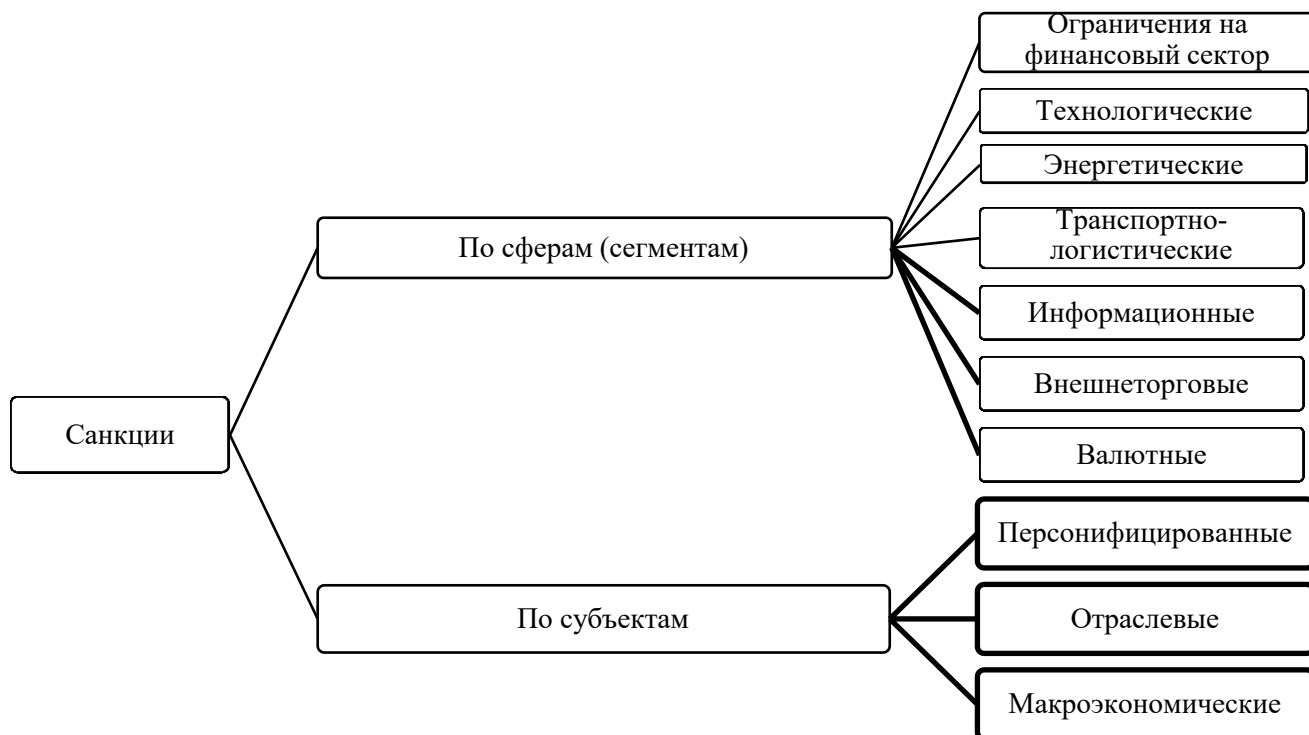 Санкции
По сферам (сегментам)
Ограничения на
финансовый сектор
Технологические
Энергетические
Транспортно-
логистические
Информационные
Внешнеторговые
Валютные
По субъектам
Персонифицированные
Отраслевые
Макроэкономические